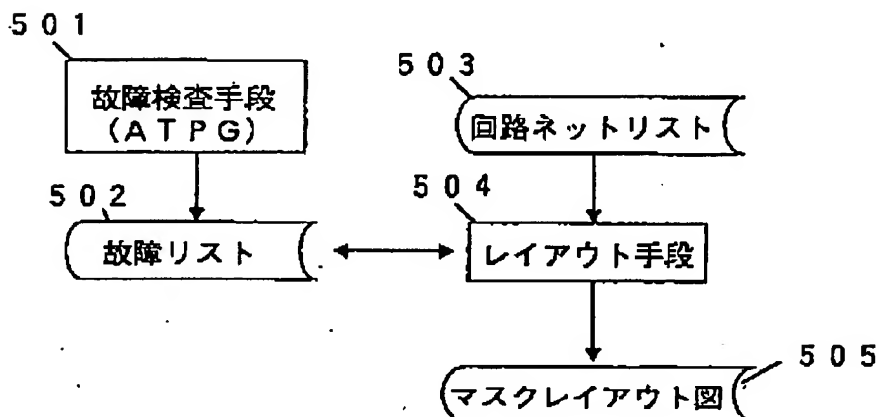 501
故障検査手段
(ATPG)
502
故障リスト
503
回路ネットリスト
504
レイアウト手段
505
マスクレイアウト図